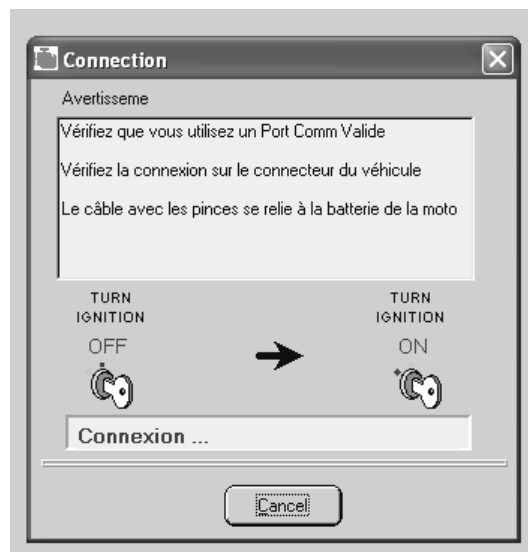 Connection
Avertisseme
Vérifiez que vous utilisez un Port Comm Valide
Vérifiez la connexion sur le connecteur du véhicule
Le câble avec les pinces se relie à la batterie de la moto
TURN
IGNITION
OFF
TURN
IGNITION
ON
Connexion ...
Cancel